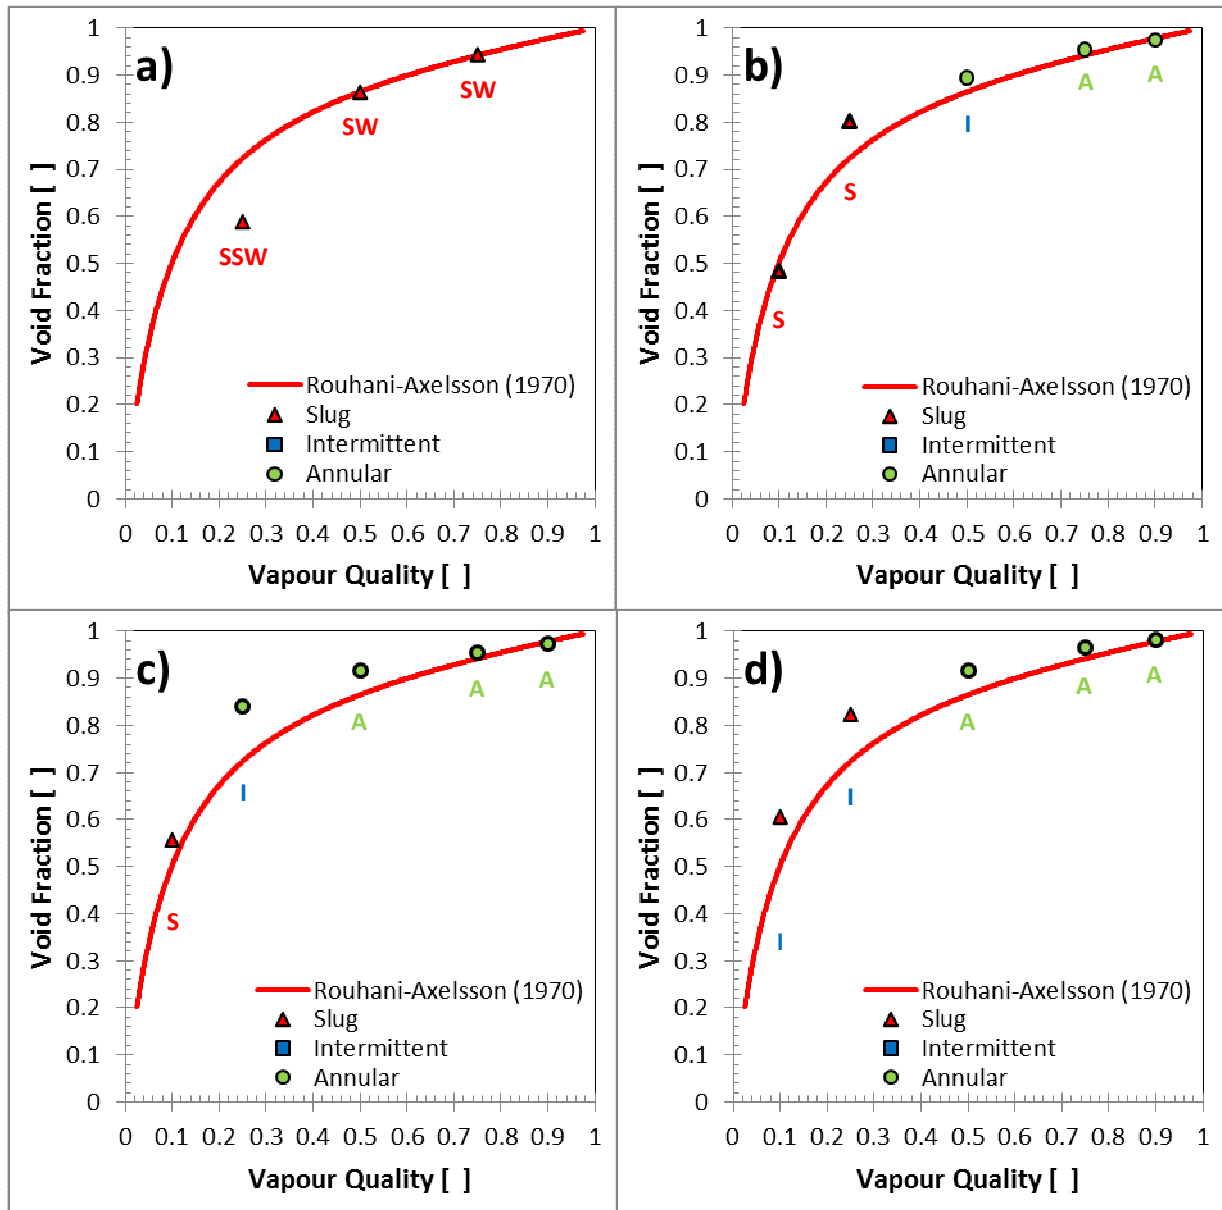 a)
Void Fraction [ ]
1
0.9
0.8
0.7
0.6
0.5
0.4
0.3
0.2
0.1
0
SW
SW
SSW
Rouhani-Axelsson (1970)
Slug
Intermittent
Annular
0 0.1 0.2 0.3 0.4 0.5 0.6 0.7 0.8 0.9 1
Vapour Quality [ ]
b)
Void Fraction [ ]
1
0.9
0.8
0.7
0.6
0.5
0.4
0.3
0.2
0.1
0
A
A
I
S
S
Rouhani-Axelsson (1970)
Slug
Intermittent
Annular
0 0.1 0.2 0.3 0.4 0.5 0.6 0.7 0.8 0.9 1
Vapour Quality [ ]
c)
Void Fraction [ ]
1
0.9
0.8
0.7
0.6
0.5
0.4
0.3
0.2
0.1
0
A
A
A
I
S
Rouhani-Axelsson (1970)
Slug
Intermittent
Annular
0 0.1 0.2 0.3 0.4 0.5 0.6 0.7 0.8 0.9 1
Vapour Quality [ ]
d)
Void Fraction [ ]
1
0.9
0.8
0.7
0.6
0.5
0.4
0.3
0.2
0.1
0
A
A
A
I
I
Rouhani-Axelsson (1970)
Slug
Intermittent
Annular
0 0.1 0.2 0.3 0.4 0.5 0.6 0.7 0.8 0.9 1
Vapour Quality [ ]